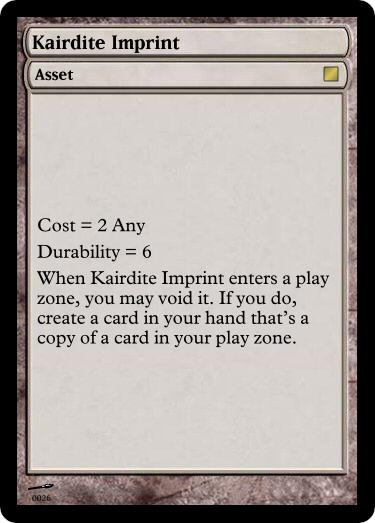 Kairdite Imprint
Asset
Cost = 2 Any
Durability = 6
When Kairdite Imprint enters a play
zone, you may void it. If you do,
create a card in your hand that's a
copy of a card in your play zone.
0026